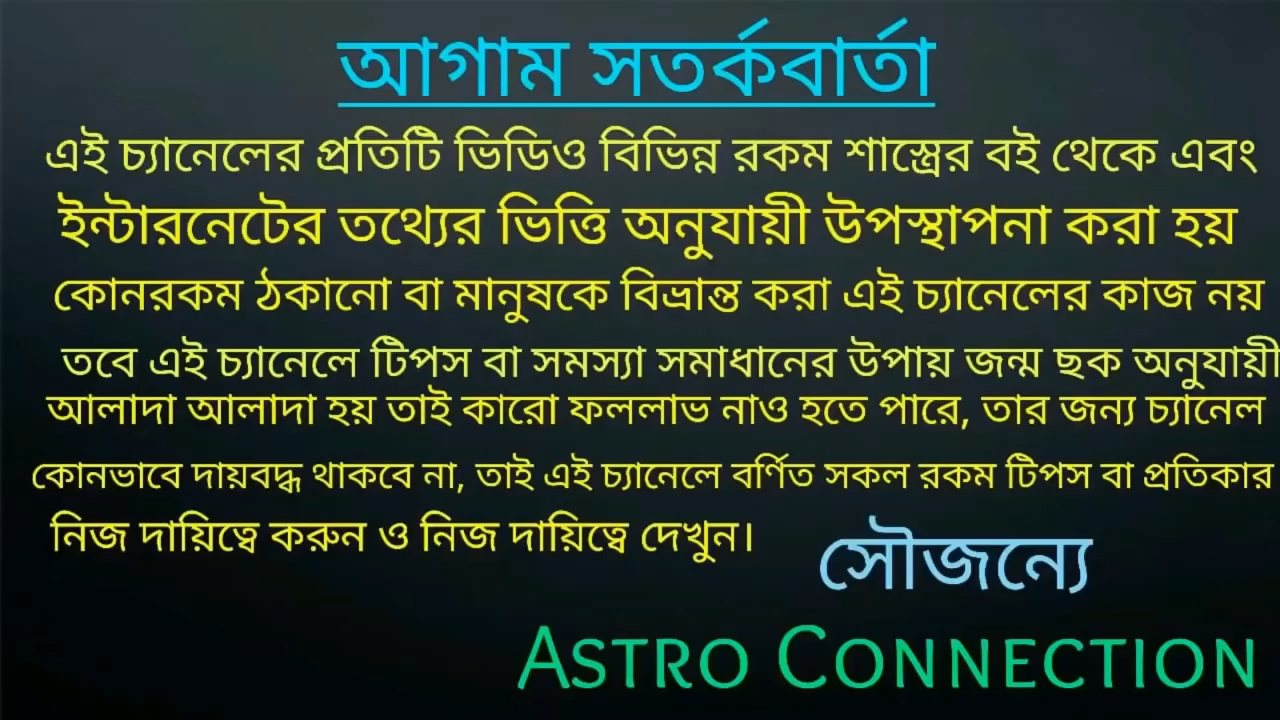 আগাম সতর্কবার্তা
এই চ্যানেলের প্রতিটি ভিডিও বিভিন্ন রকম শাস্ত্রের বই থেকে এবং
ইন্টারনেটের তথ্যের ভিত্তি অনুযায়ী উপস্থাপনা করা হয়
কোনরকম ঠকানো বা মানুষকে বিভ্রান্ত করা এই চ্যানেলের কাজ নয়
তবে এই চ্যানেলে টিপস বা সমস্যা সমাধানের উপায় জন্ম ছক অনুযায়ী
আলাদা আলাদা হয় তাই কারো ফললাভ নাও হতে পারে, তার জন্য চ্যানেল
কোনভাবে দায়বদ্ধ থাকবে না, তাই এই চ্যানেলে বর্ণিত সকল রকম টিপস বা প্রতিকার
নিজ দায়িত্বে করুন ও নিজ দায়িত্বে দেখুন।
সৌজন্যে
ASTRO CONNECTION